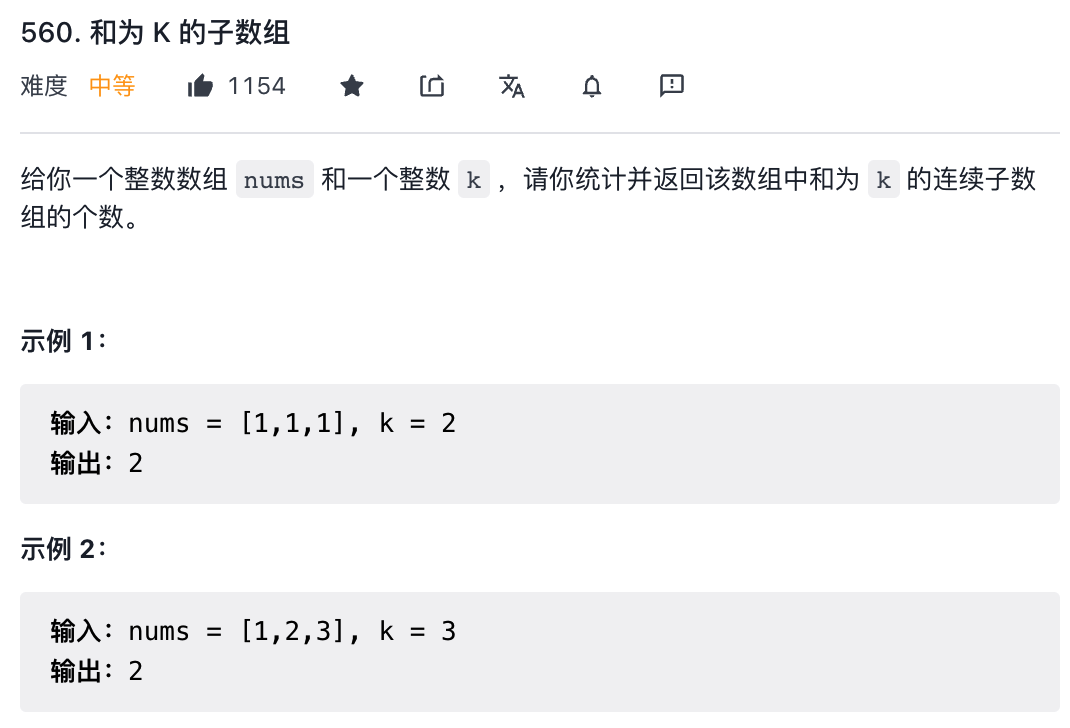 560. 和为 K 的子数组
难度 中等 1154
给你一个整数数组 nums 和一个整数 k ，请你统计并返回该数组中和为 k 的连续子数
组的个数。
示例 1：
输入：nums = [1,1,1], k = 2
输出：2
示例 2：
输入：nums = [1,2,3], k = 3
输出：2